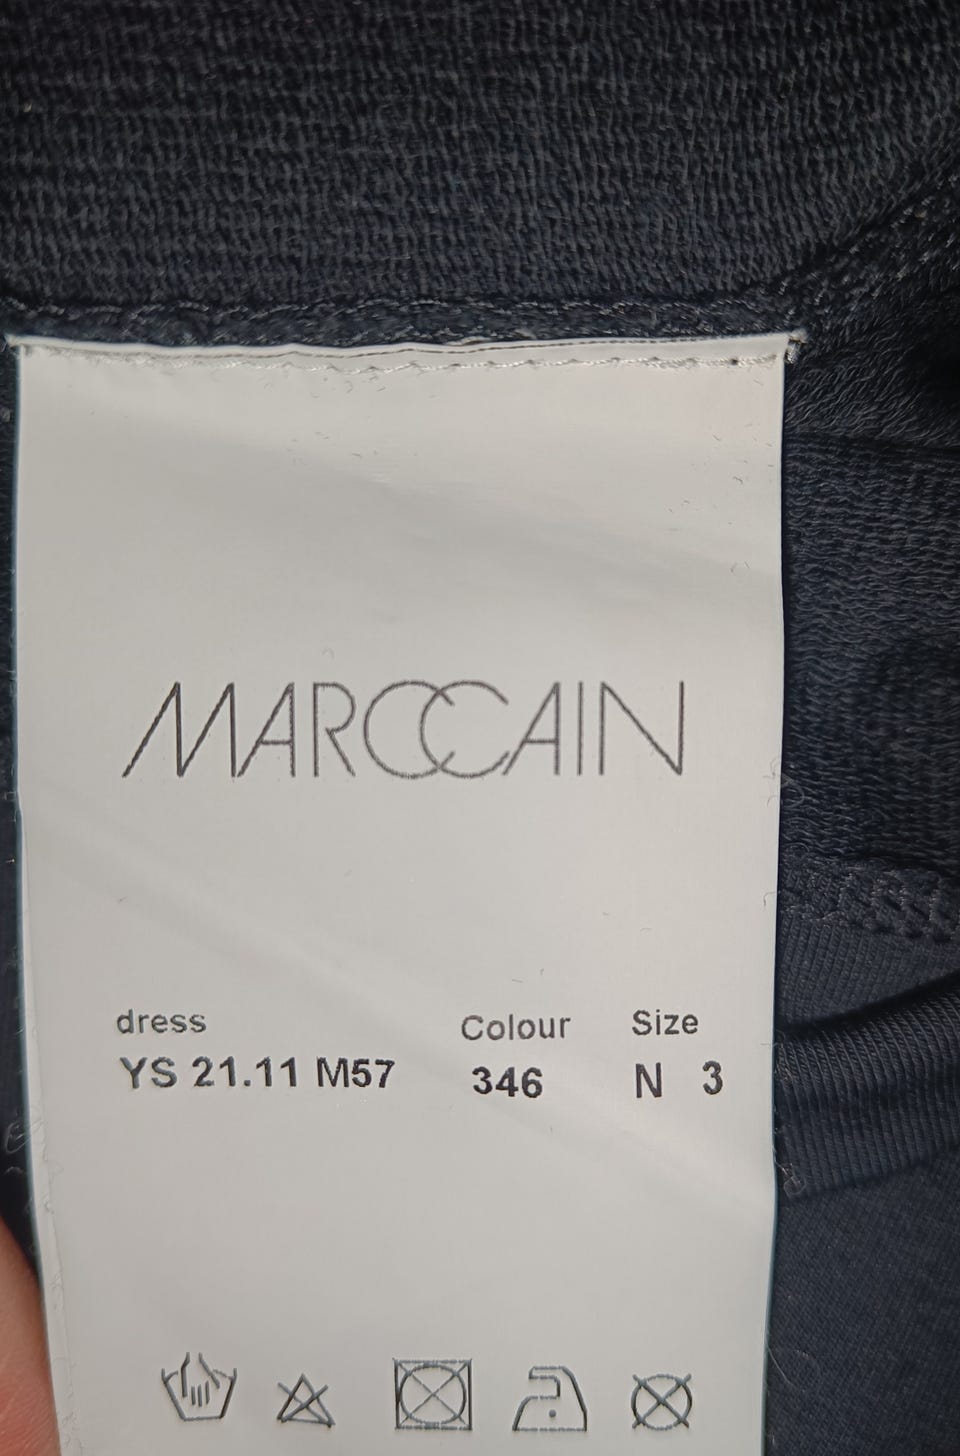 MARCCAIN
dress Colour Size
YS 21.11 M57 346 N 3